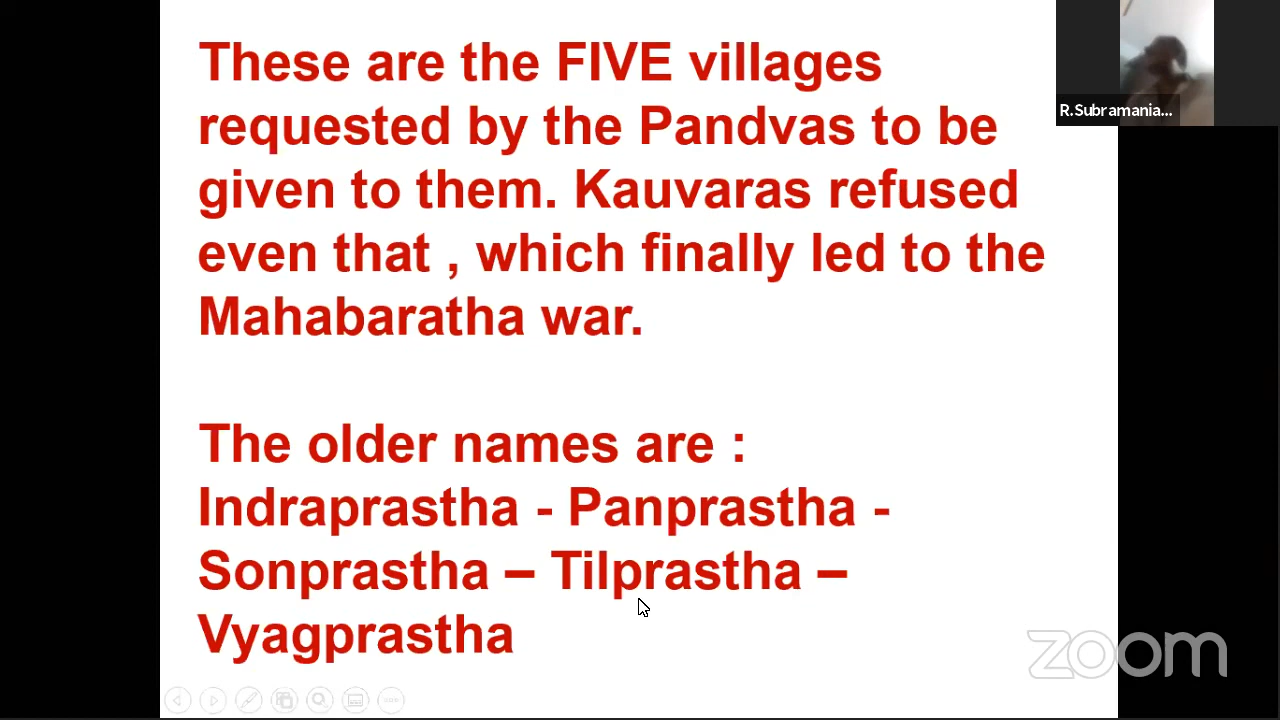 These are the FIVE villages
requested by the Pandvas to be
given to them. Kauvaras refused
even that , which finally led to the
Mahabaratha war.
The older names are :
Indraprastha - Panprastha -
Sonprastha – Tilprastha –
Vyagprastha
R.Subramania...
zoom